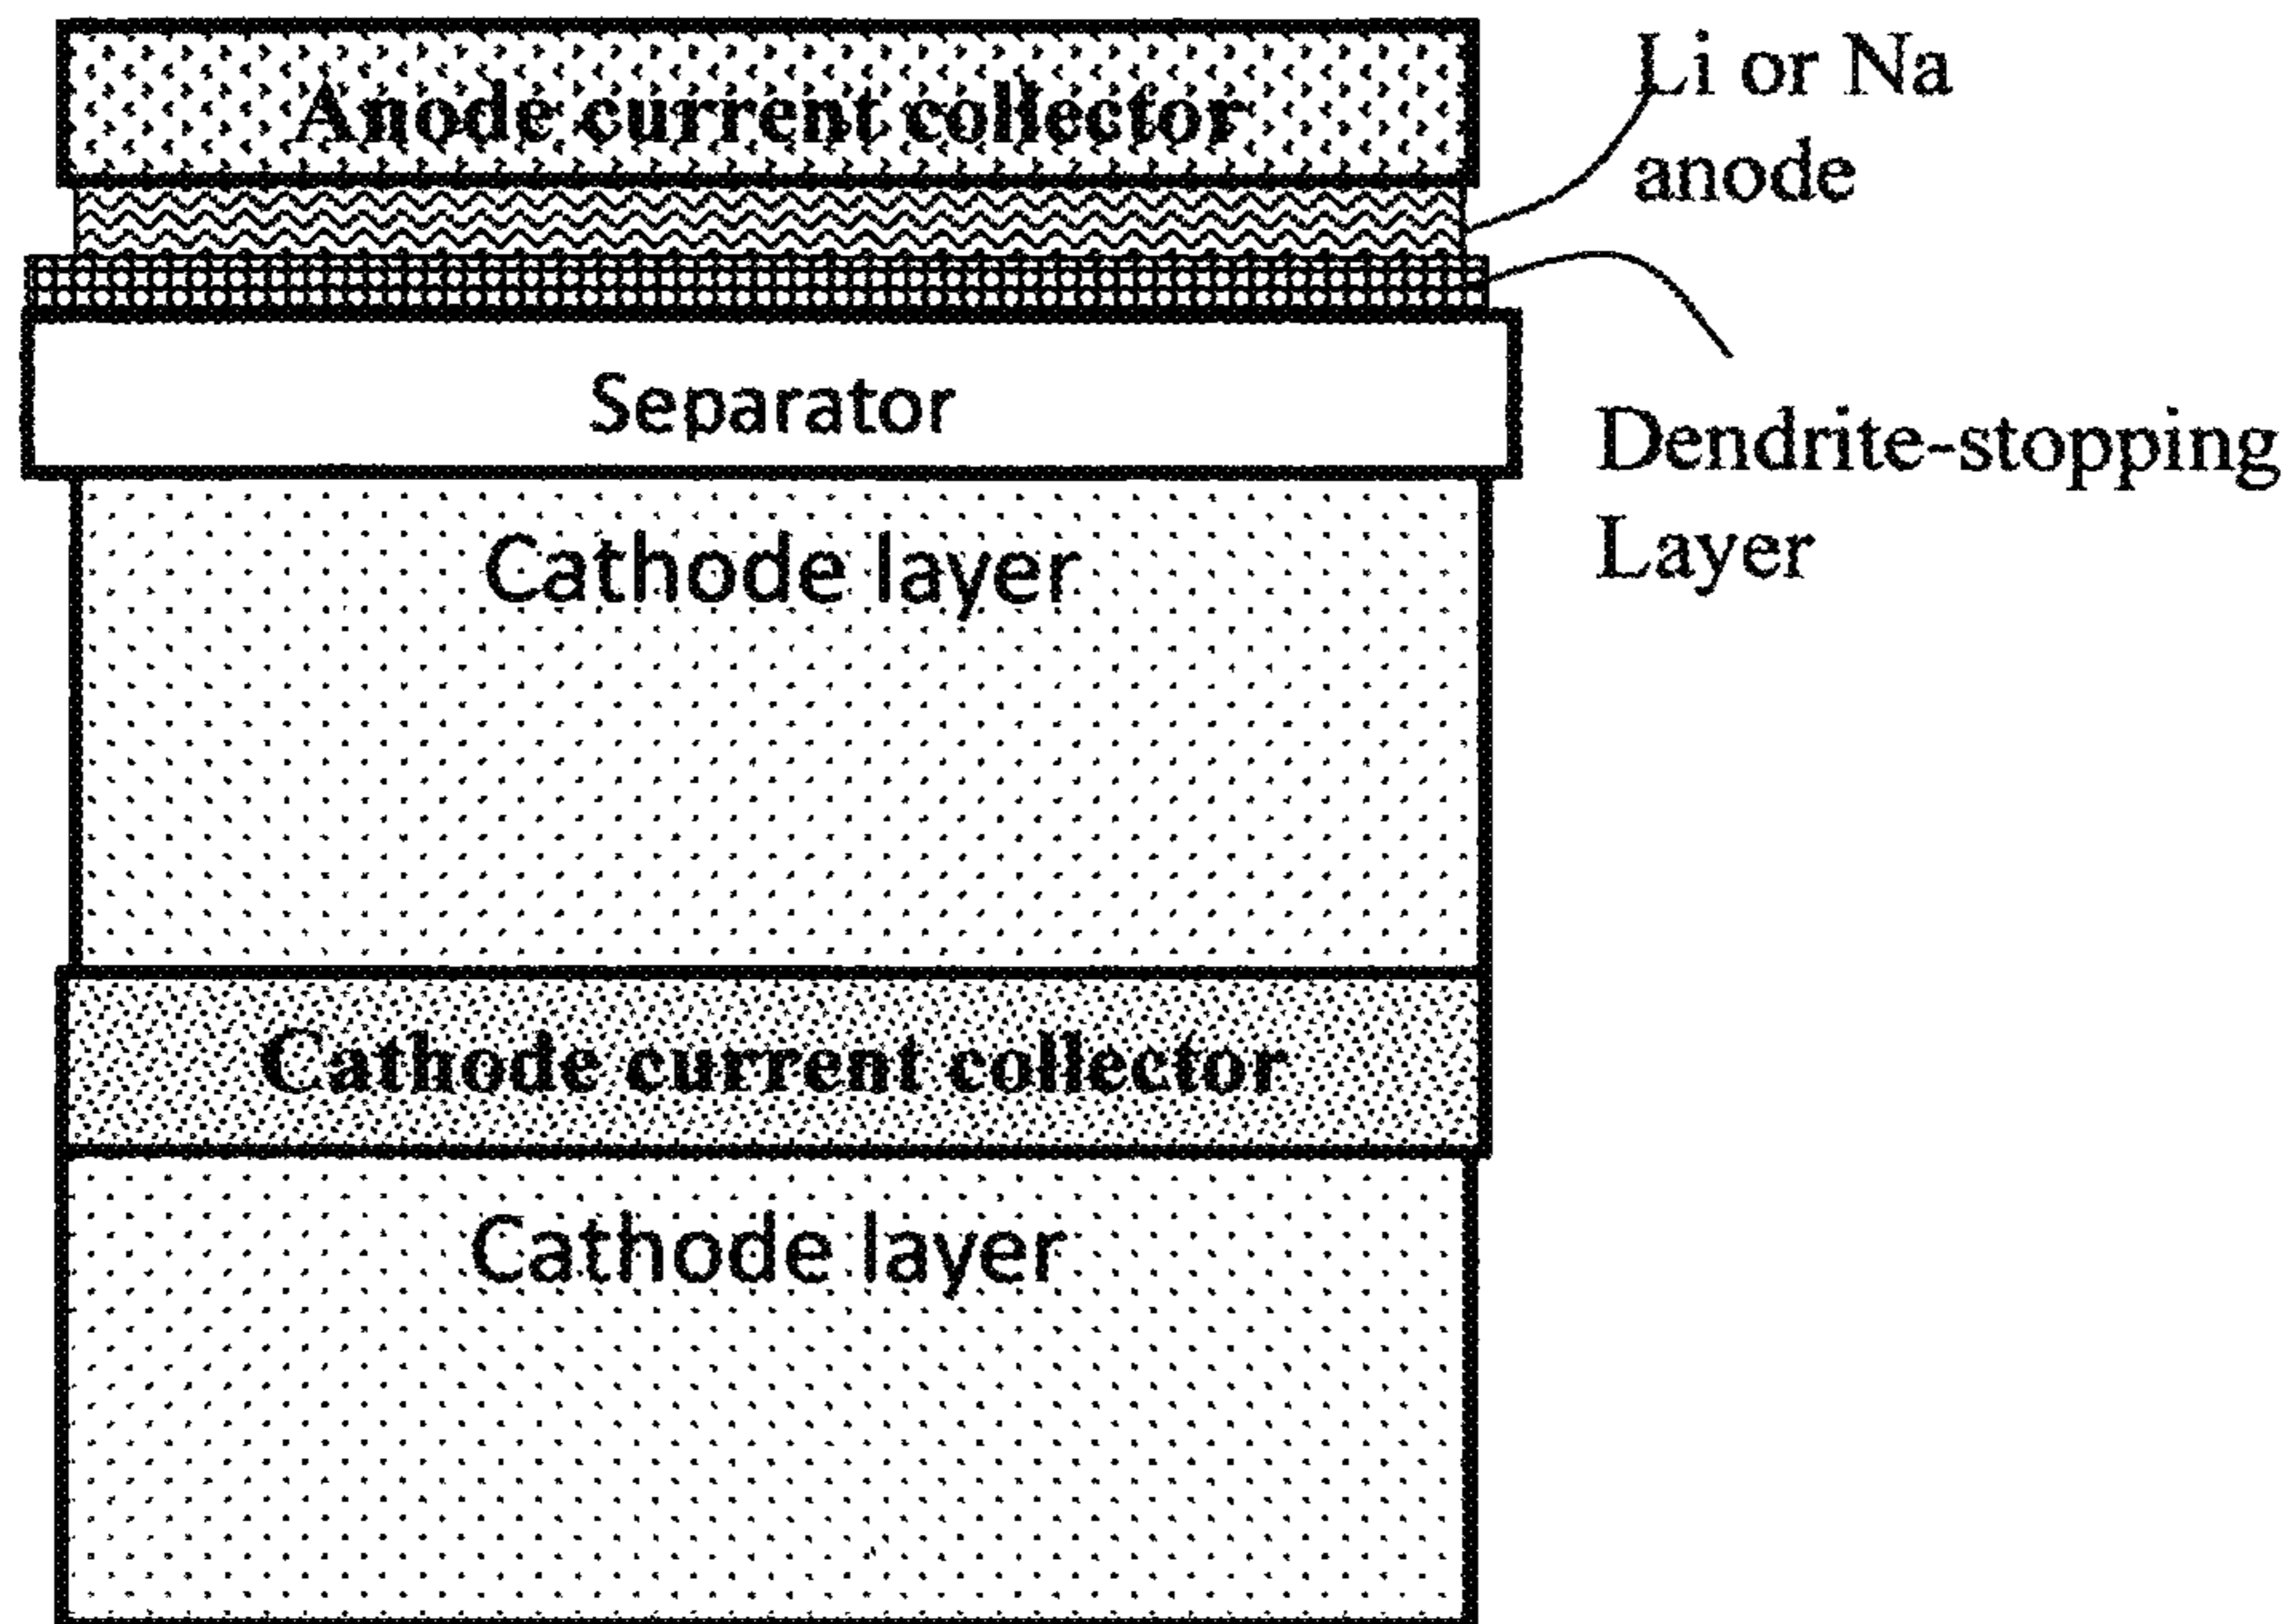 Anode current collector
Li or Na
anode
Separator
Dendrite-stopping
Layer
Cathode layer
Cathode current collector
Cathode layer